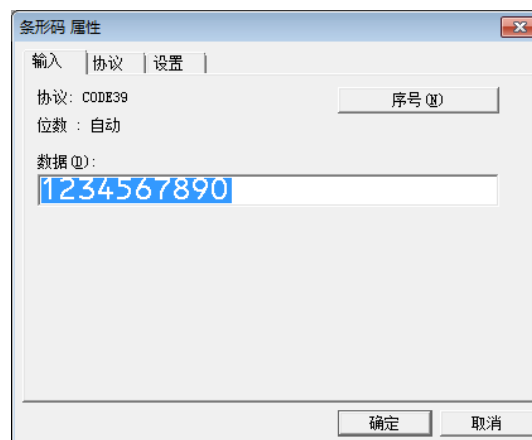 条形码 属性
输入 协议 设置
协议: CODE39 序号(N)
位数 : 自动
数据(D):
1234567890
确定 取消